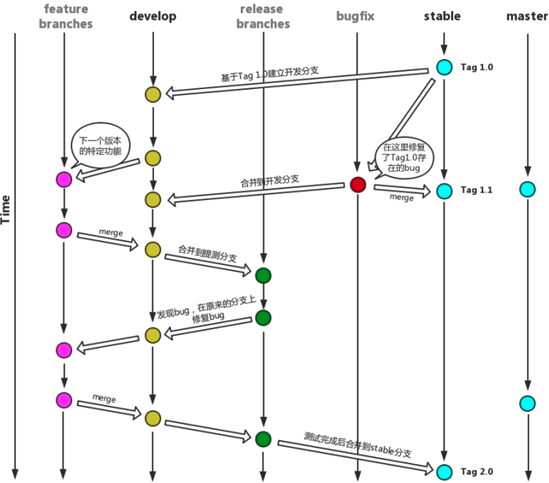 feature
branches
develop
release
branches
bugfix
stable
master
Tag 1.0
基于Tag 1.0建立开发分支
下一个版本
的特定功能
在这里修复
了Tag1.0存
在的bug
合并到开发分支
merge
Tag 1.1
Time
merge
合并到提测分支
发现bug，在原来的分支上
修复bug
merge
测试完成后合并到stable分支
Tag 2.0